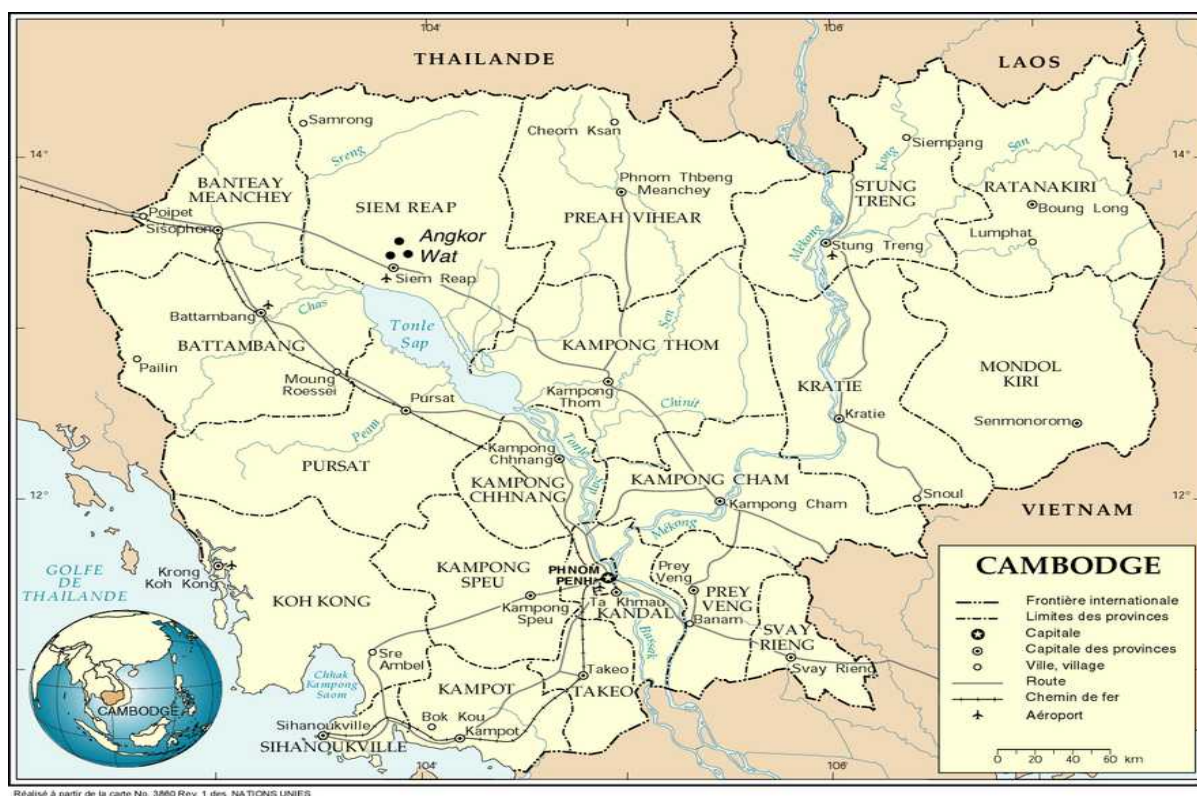 104°
106°
THAILANDE
LAOS
Samrong
Cheom Ksan
Siempang
14°
14°
Sreng
Kong
San
BANTEAY
MEANCHEY
SIEM REAP
PREAH VIHEAR
Phnom Thbeng
Meanchey
STUNG
TRENG
RATANAKIRI
Boung Long
Poipet
Sisophon
Angkor
Wat
Siem Reap
Mékong
Stung Treng
Lumphat
Chas
Battambang
BATTAMBANG
Tonle
Sap
Sen
KAMPONG THOM
Pailin
Moung
Roessei
Pursat
Kampong
Thom
Chinit
KRATIE
Kratie
MONDOL
KIRI
Senmonorom
Peam
PURSAT
Kampong
Chhnang
Tonle
Sap
KAMPONG
CHHNANG
KAMPONG CHAM
Kampong Cham
Snoul
12°
12°
VIETNAM
Mékong
GOLFE
DE
THAILANDE
Krong
Koh Kong
KOH KONG
KAMPONG
SPEU
Kampong
Speu
PHNOM
PENH
Ta Khmau
KANDAL
Prey
Veng
PREY
VENG
Banam
Bassak
SVAY
RIENG
Svay Rieng
Sre
Ambel
Chhak
Kampong
Saom
KAMPOT
Takeo
TAKEO
Bok Kou
Kampot
Sihanoukville
SIHANOUKVILLE
104°
106°
CAMBODGE
CAMBODGE
Frontière internationale
Limites des provinces
Capitale
Capitale des provinces
Ville, village
Route
Chemin de fer
Aéroport
0 20 40 60 km
Réalisé à partir de la carte No. 3860 Rev. 1 des NATIONS UNIES